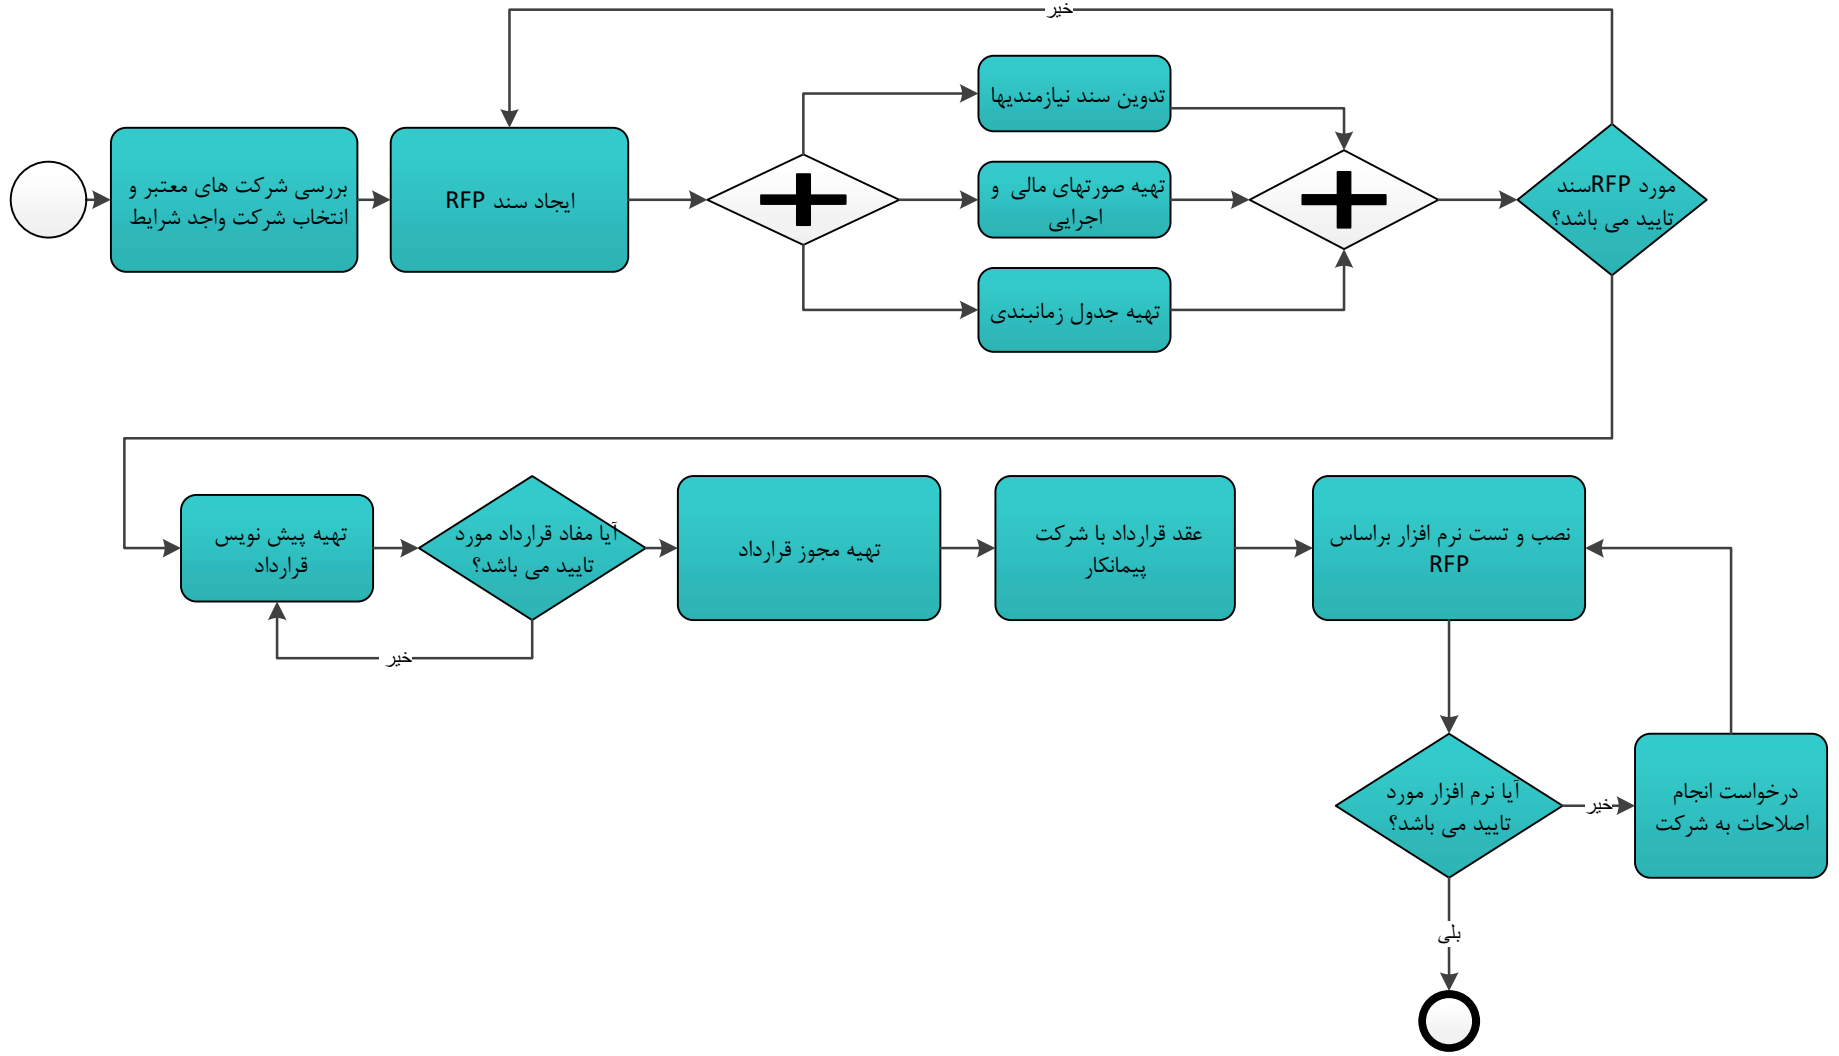 خیر
بررسی شرکت های معتبر و
انتخاب شرکت واجد شرایط
ایجاد سند RFP
تدوین سند نیازمندیها
تهیه صورتهای مالی و
اجرایی
تهیه جدول زمانبندی
سندRFP مورد
تایید می باشد؟
تهیه پیش نویس
قرارداد
آیا مفاد قرارداد مورد
تایید می باشد؟
خیر
تهیه مجوز قرارداد
عقد قرارداد با شرکت
پیمانکار
نصب و تست نرم افزار براساس
RFP
آیا نرم افزار مورد
تایید می باشد؟
خیر
درخواست انجام
اصلاحات به شرکت
بلی